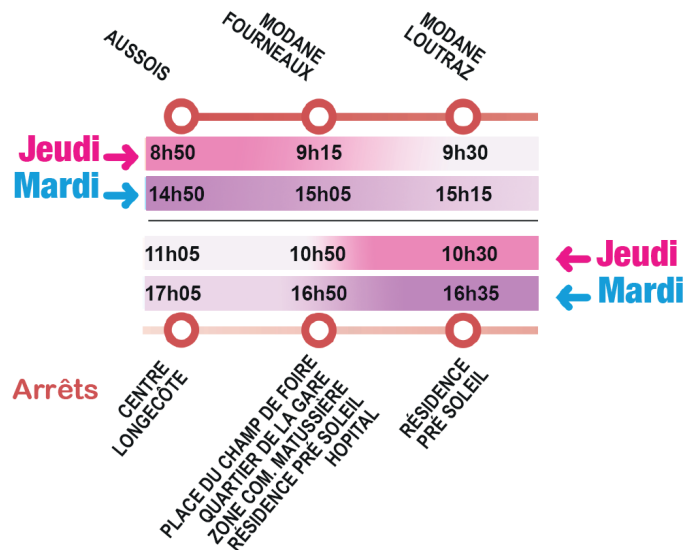 AUSSOIS
MODANE
FOURNEAUX
MODANE
LOUTRAZ
Jeudi 8h50 9h15 9h30
Mardi 14h50 15h05 15h15
11h05 10h50 10h30 Jeudi
17h05 16h50 16h35 Mardi
Arrêts
CENTRE
LONGECÔTE
PLACE DU CHAMP DE FOIRE
QUARTIER DE LA GARE
ZONE COM. MATUSSIÈRE
RÉSIDENCE PRÉ SOLEIL
HOPITAL
RÉSIDENCE
PRÉ SOLEIL